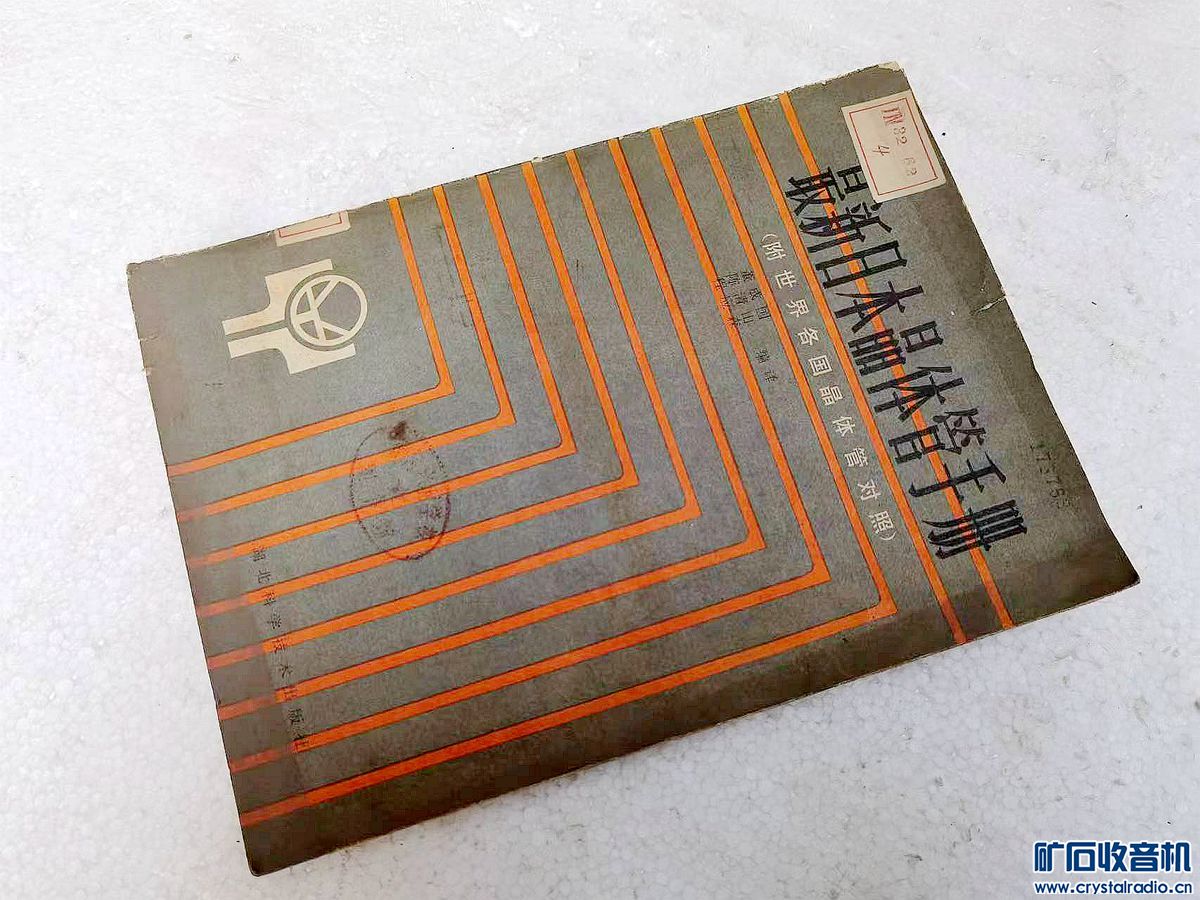 最新日本晶体管手册
(附世界各国晶体管对照)
编译
湖北科学技术出版社
TN32 62
4
矿石收音机
www.crystalradio.cn